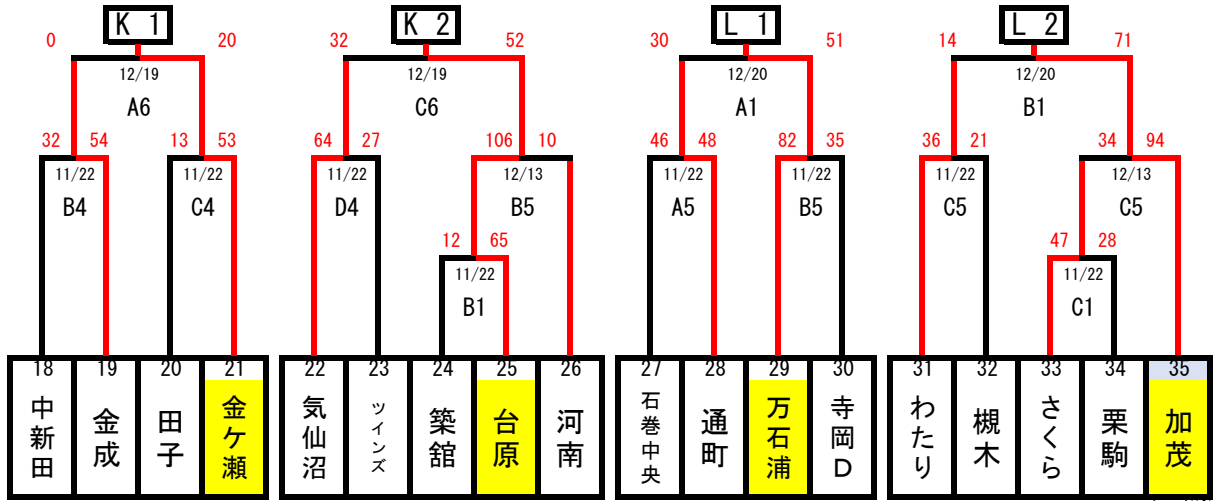 K 1
K 2
L 1
L 2
0 20
32 52
30 51
14 71
12/19
12/19
12/20
12/20
A6
C6
A1
B1
32 54
13 53
64 27
106 10
46 48
82 35
36 21
34 94
11/22
11/22
11/22
12/13
11/22
11/22
11/22
12/13
B4
C4
D4
B5
A5
B5
C5
C5
12 65
47 28
11/22
11/22
B1
C1
18 19 20 21
22 23 24 25 26
27 28 29 30
31 32 33 34 35
中新田
金成
田子
金ケ瀬
気仙沼
ツインズ
築舘
台原
河南
石巻中央
通町
万石浦
寺岡D
わたり
槻木
さくら
栗駒
加茂